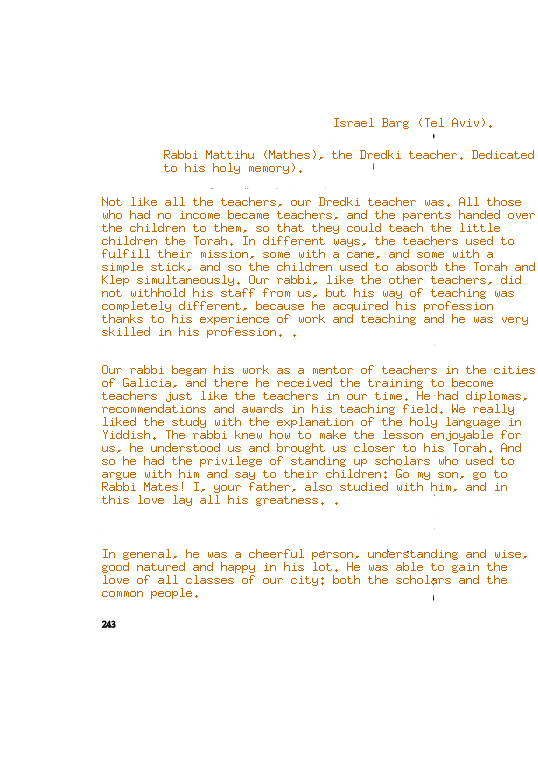 Israel Barg (Tel Aviv).
Rabbi Mattihu (Mathes), the Dredki teacher. Dedicated
to his holy memory).
Not like all the teachers, our Dredki teacher was. All those
who had no income became teachers, and the parents handed over
the children to them, so that they could teach the little
children the Torah. In different ways, the teachers used to
fulfill their mission, some with a cane, and some with a
simple stick, and so the children used to absorb the Torah and
Klep simultaneously. Our rabbi, like the other teachers, did
not withhold his staff from us, but his way of teaching was
completely different, because he acquired his profession
thanks to his experience of work and teaching and he was very
skilled in his profession. .
Our rabbi began his work as a mentor of teachers in the cities
of Galicia, and there he received the training to become
teachers just like the teachers in our time. He had diplomas,
recommendations and awards in his teaching field. We really
liked the study with the explanation of the holy language in
Yiddish. The rabbi knew how to make the lesson enjoyable for
us, he understood us and brought us closer to his Torah. And
so he had the privilege of standing up scholars who used to
argue with him and say to their children: Go my son, go to
Rabbi Mates! I, your father, also studied with him, and in
this love lay all his greatness. .
In general, he was a cheerful person, understanding and wise,
good natured and happy in his lot. He was able to gain the
love of all classes of our city: both the scholars and the
common people.
243